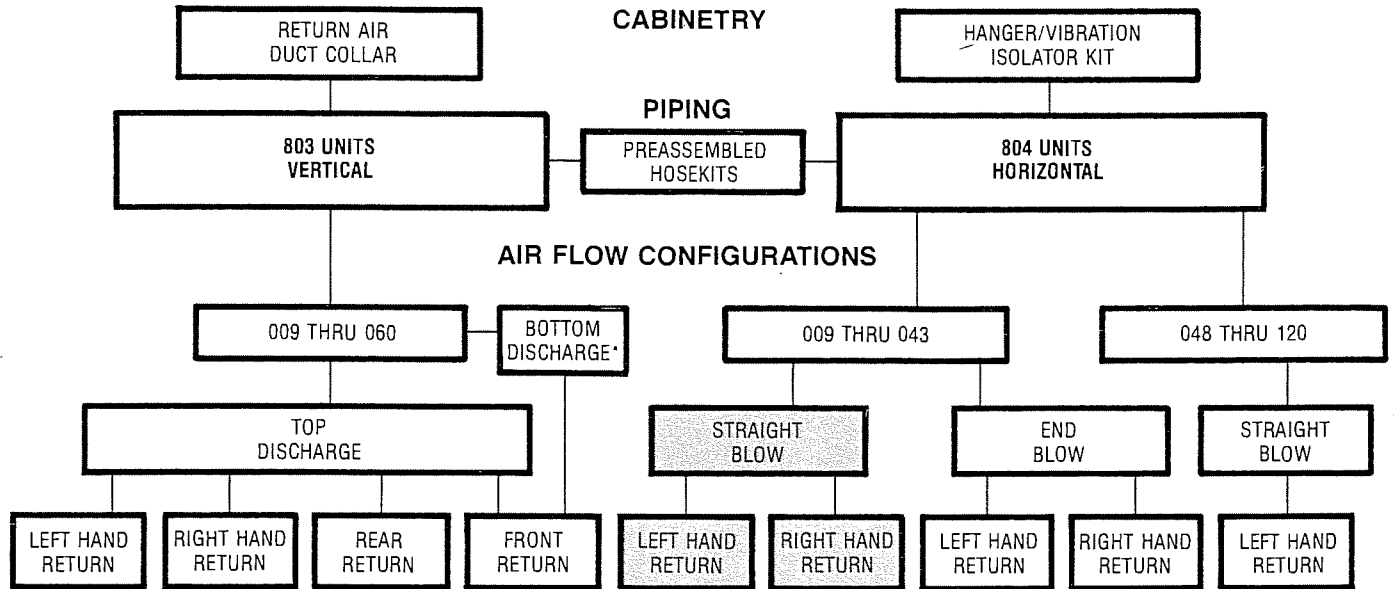 CABINETRY
RETURN AIR
DUCT COLLAR
HANGER/VIBRATION
ISOLATOR KIT
PIPING
803 UNITS
VERTICAL
PREASSEMBLED
HOSEKITS
804 UNITS
HORIZONTAL
AIR FLOW CONFIGURATIONS
009 THRU 060
BOTTOM
DISCHARGE*
009 THRU 043
048 THRU 120
TOP
DISCHARGE
STRAIGHT
BLOW
END
BLOW
STRAIGHT
BLOW
LEFT HAND
RETURN
RIGHT HAND
RETURN
REAR
RETURN
FRONT
RETURN
LEFT HAND
RETURN
RIGHT HAND
RETURN
LEFT HAND
RETURN
RIGHT HAND
RETURN
LEFT HAND
RETURN